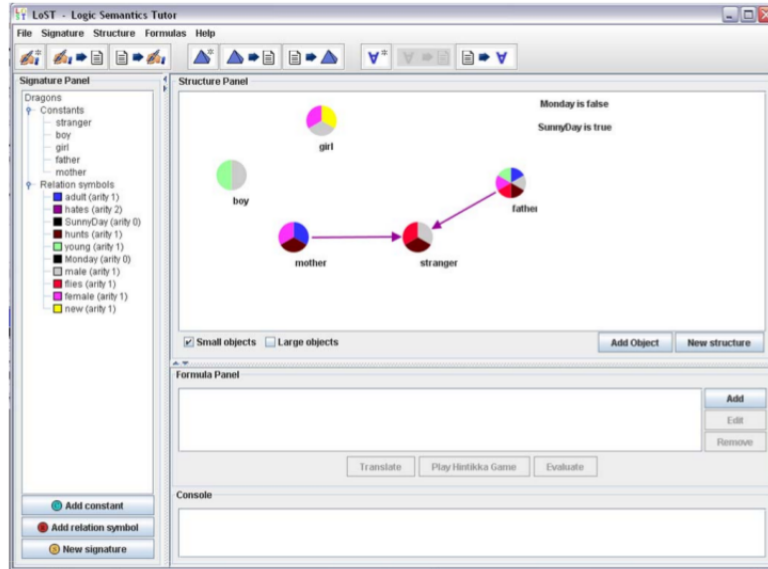 LoST - Logic Semantics Tutor
File Signature Structure Formulas Help
Signature Panel
Dragons
Constants
stranger
boy
girl
father
mother
Relation symbols
adult (arity 1)
hates (arity 2)
SunnyDay (arity 0)
hunts (arity 1)
young (arity 1)
Monday (arity 0)
male (arity 1)
flies (arity 1)
female (arity 1)
new (arity 1)
Add constant
Add relation symbol
New signature
Structure Panel
Monday is false
SunnyDay is true
girl
boy
father
mother
stranger
Small objects
Large objects
Add Object
New structure
Formula Panel
Add
Edit
Remove
Translate
Play Hintikka Game
Evaluate
Console